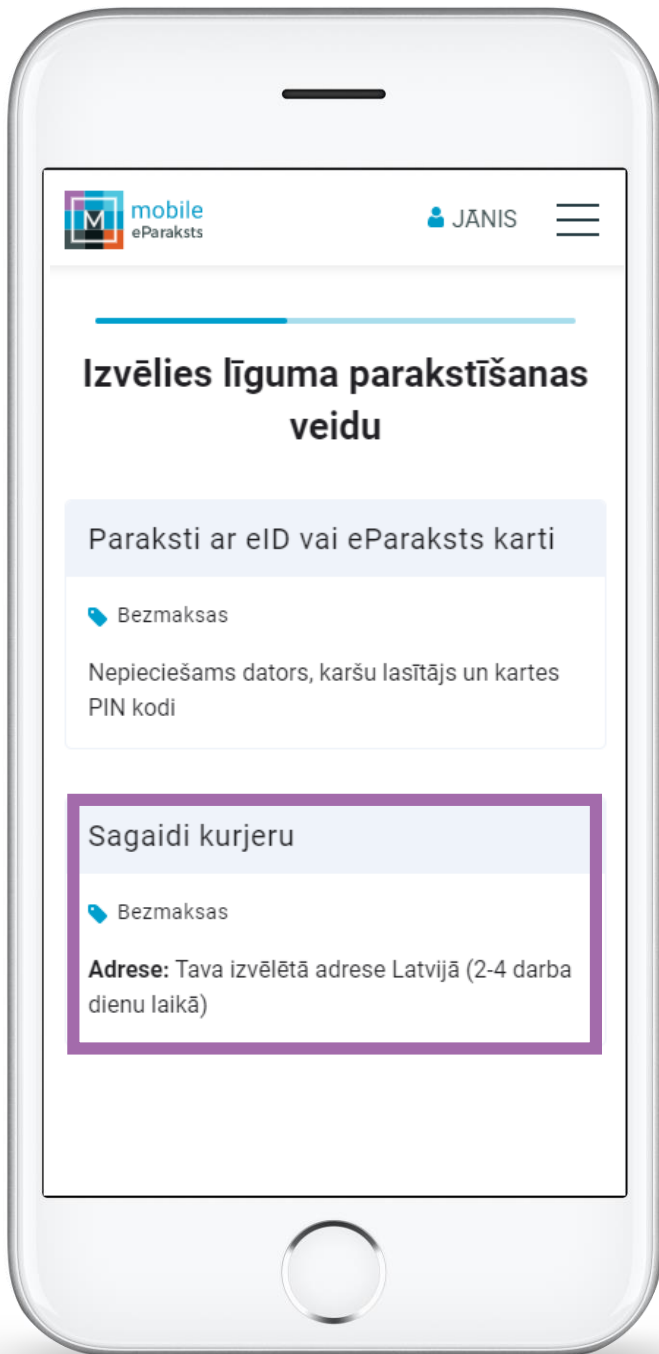 M mobile
eParaksts
JĀNIS
Izvēlies līguma parakstīšanas
veidu
Paraksti ar eID vai eParaksts karti
Bezmaksas
Nepieciešams dators, karšu lasītājs un kartes
PIN kodi
Sagaidi kurjeru
Bezmaksas
Adrese: Tava izvēlētā adrese Latvijā (2-4 darba
dienu laikā)